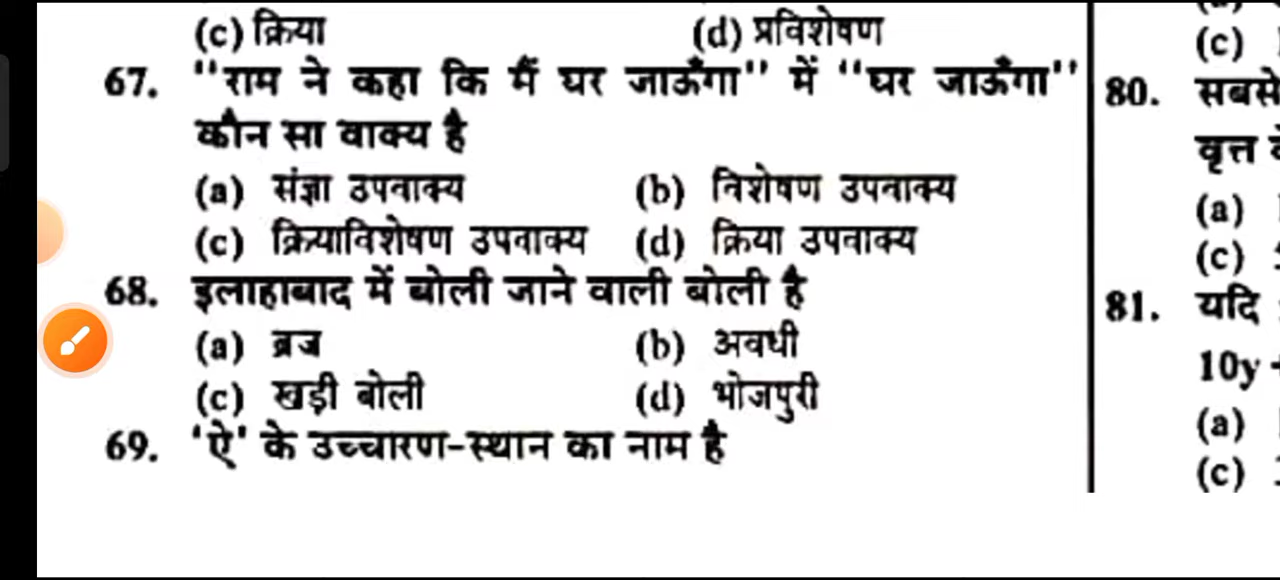 (c) क्रिया (d) प्रविशेषण
67. "राम ने कहा कि मैं घर जाऊँगा" में "घर जाऊँगा"
कौन सा वाक्य है
(a) संज्ञा उपवाक्य (b) विशेषण उपवाक्य
(c) क्रियाविशेषण उपवाक्य (d) क्रिया उपवाक्य
68. इलाहाबाद में बोली जाने वाली बोली है
(a) ब्रज (b) अवधी
(c) खड़ी बोली (d) भोजपुरी
69. 'ऐ' के उच्चारण-स्थान का नाम है
(c)
80. सबसे
वृत्त
(a)
(c)
81. यदि
10y
(a)
(c)